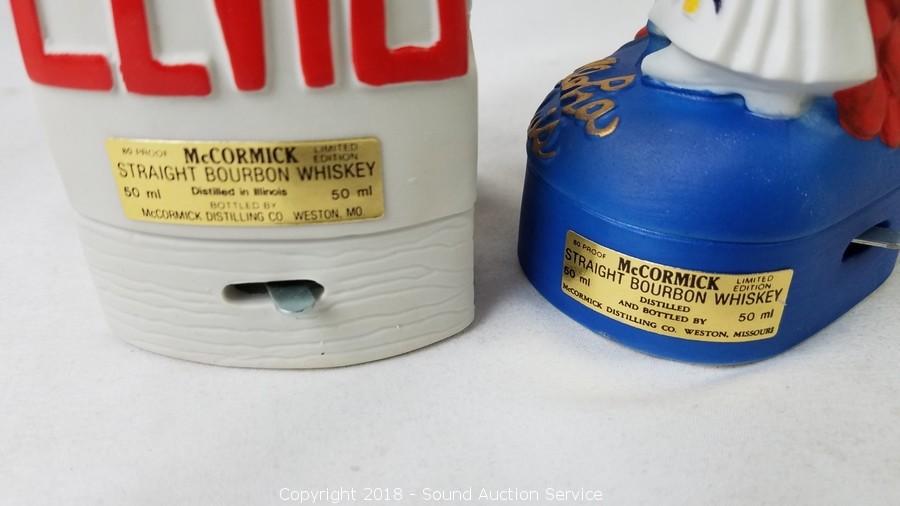 ELVIS
80 PROOF McCORMICK LIMITED EDITION
STRAIGHT BOURBON WHISKEY
50 ml Distilled in Illinois 50 ml
BOTTLED BY
McCORMICK DISTILLING CO. WESTON, MO.
Aloha
80 PROOF McCORMICK LIMITED EDITION
STRAIGHT BOURBON WHISKEY
50 ml DISTILLED 50 ml
AND BOTTLED BY
McCORMICK DISTILLING CO. WESTON, MISSOURI
Copyright 2018 - Sound Auction Service